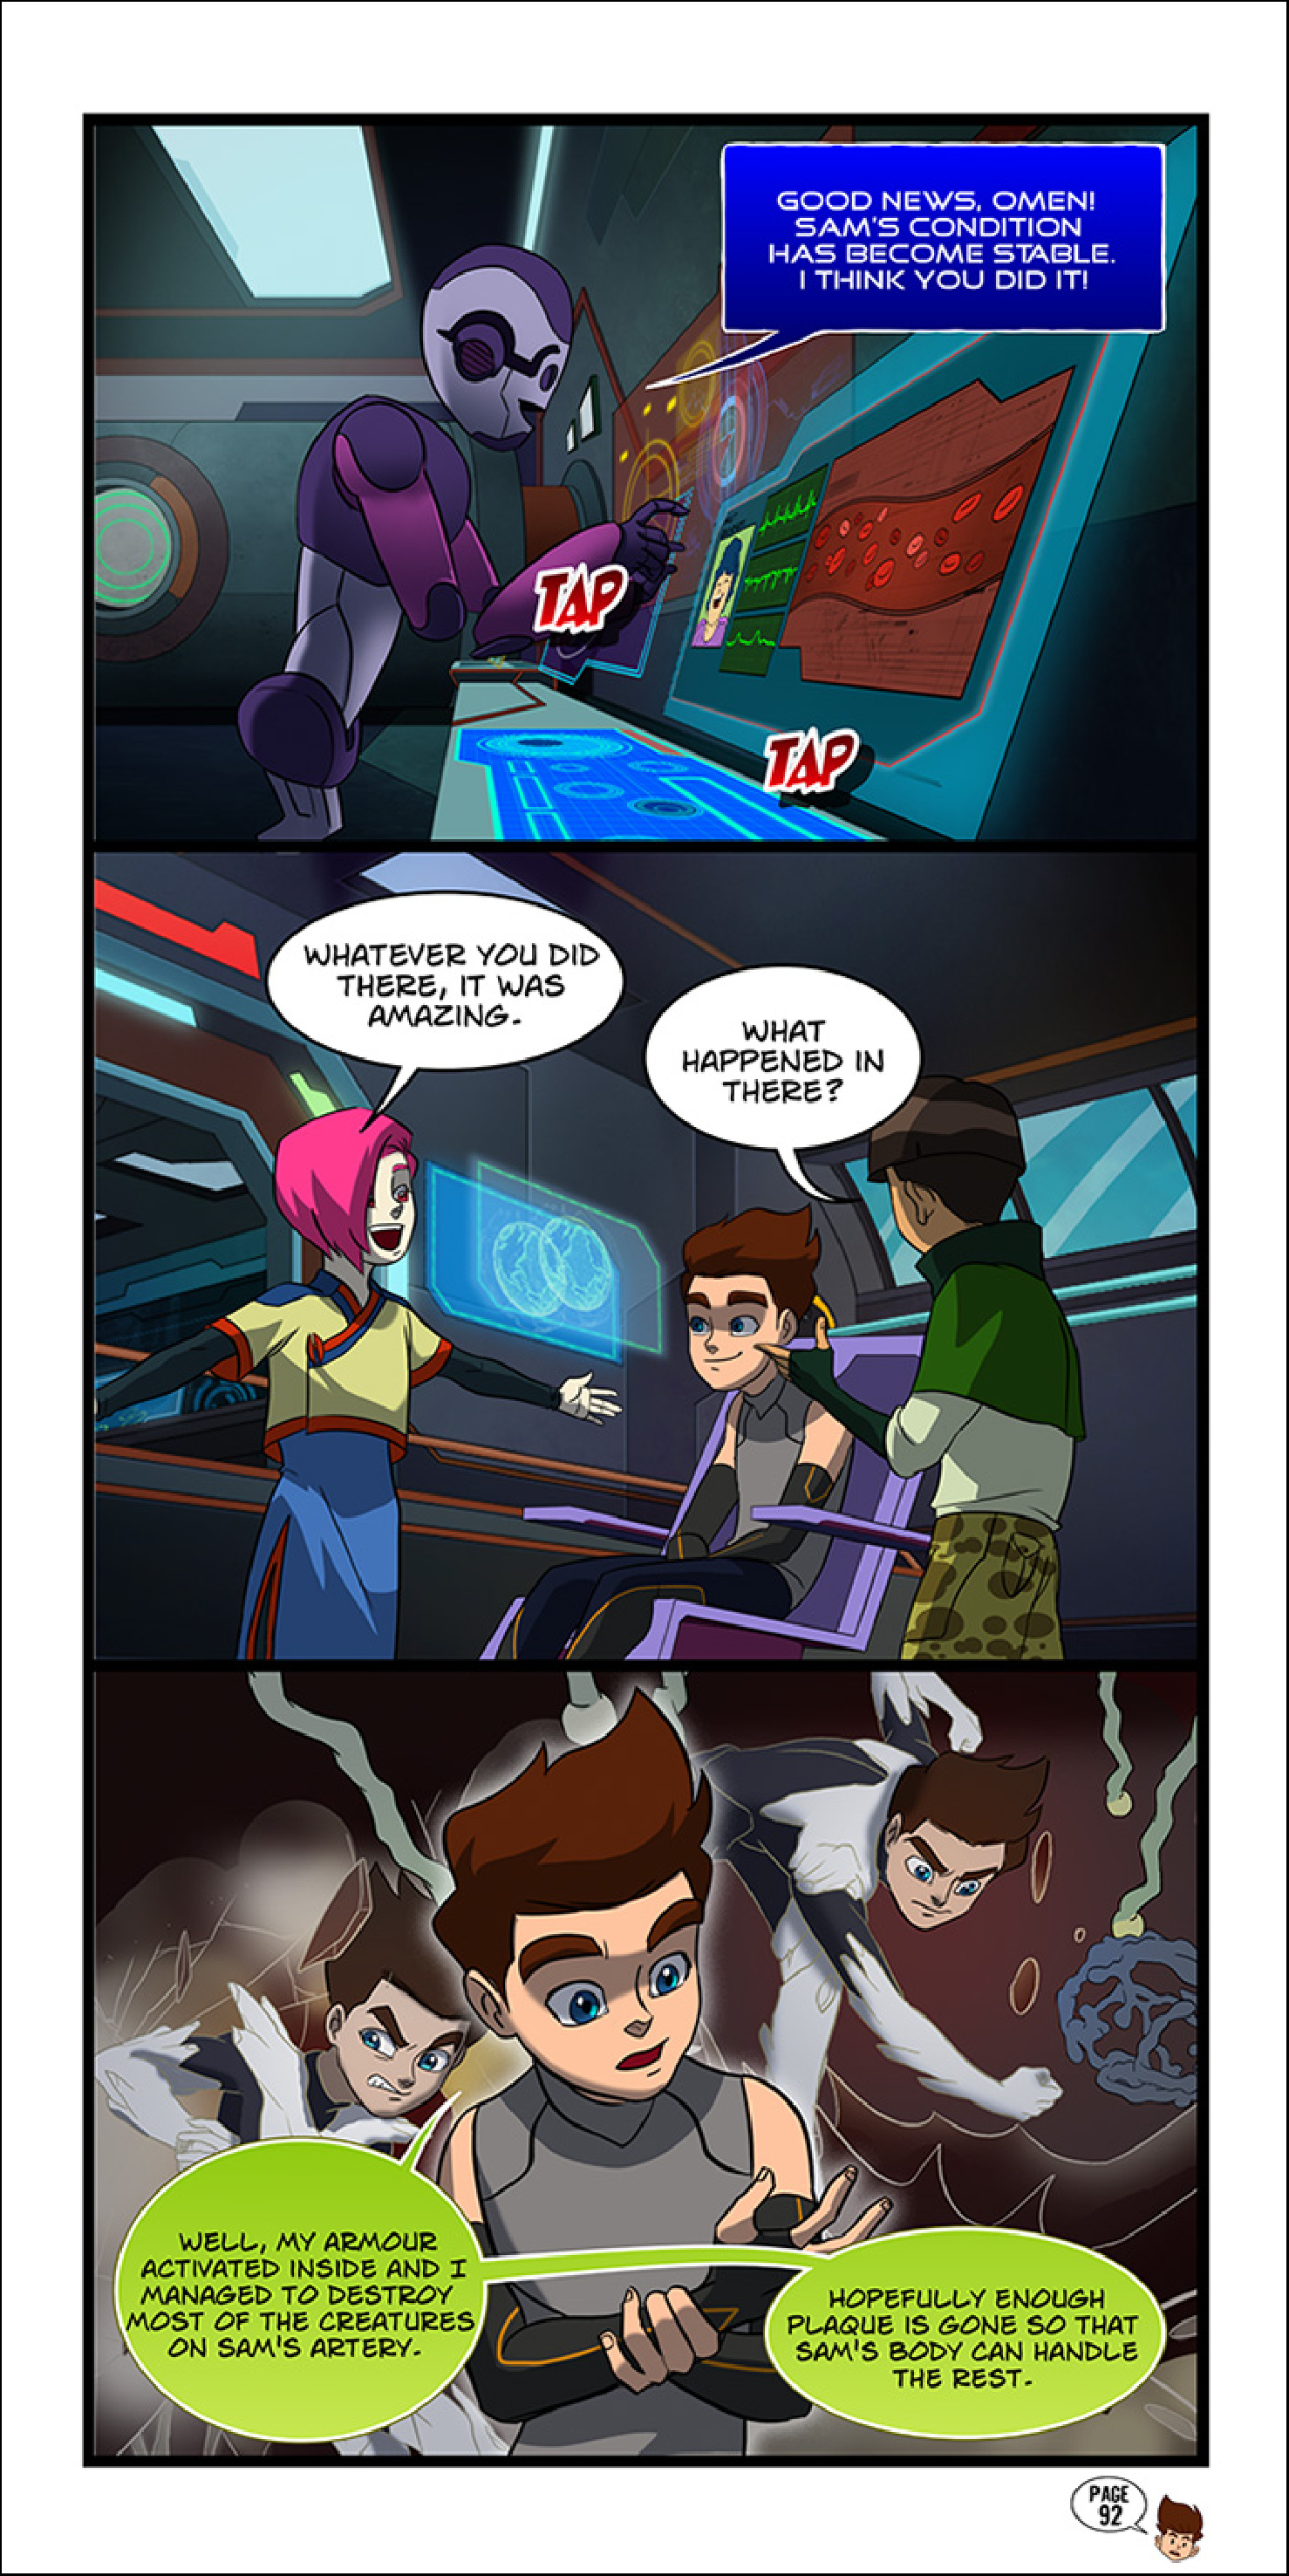 GOOD NEWS, OMEN!
SAM'S CONDITION
HAS BECOME STABLE.
I THINK YOU DID IT!
TAP
TAP
WHATEVER YOU DID
THERE, IT WAS
AMAZING.
WHAT
HAPPENED IN
THERE?
WELL, MY ARMOUR
ACTIVATED INSIDE AND I
MANAGED TO DESTROY
MOST OF THE CREATURES
ON SAM'S ARTERY.
HOPEFULLY ENOUGH
PLAQUE IS GONE SO THAT
SAM'S BODY CAN HANDLE
THE REST.
PAGE
92